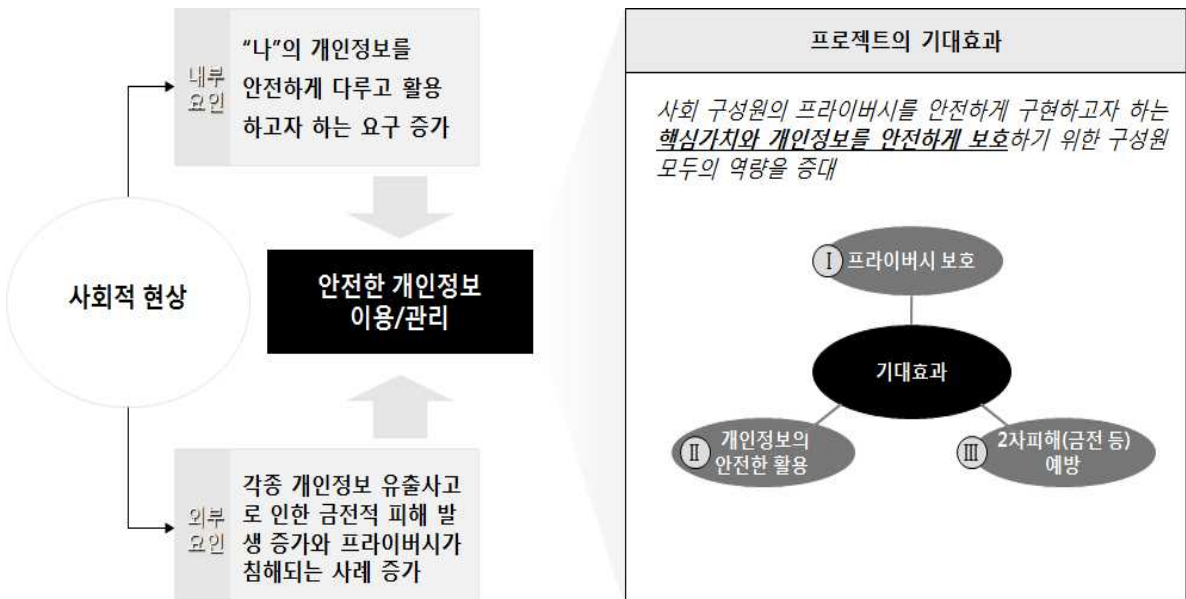 내부
요인
“나”의 개인정보를
안전하게 다루고 활용
하고자 하는 요구 증가
사회적 현상
안전한 개인정보
이용/관리
외부
요인
각종 개인정보 유출사고
로 인한 금전적 피해 발
생 증가와 프라이버시가
침해되는 사례 증가
프로젝트의 기대효과
사회 구성원의 프라이버시를 안전하게 구현하고자 하는
핵심가치와 개인정보를 안전하게 보호하기 위한 구성원
모두의 역량을 증대
Ⅰ 프라이버시 보호
기대효과
Ⅱ 개인정보의
안전한 활용
Ⅲ 2차피해(금전 등)
예방